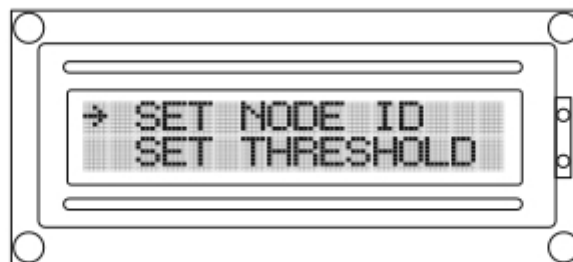 → SET NODE ID
SET THRESHOLD